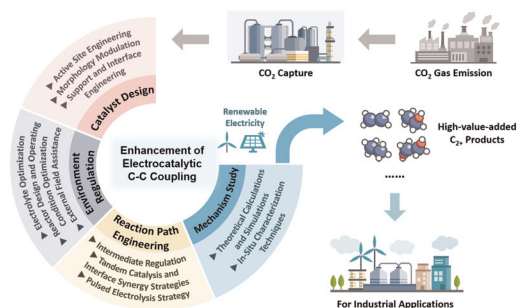 CO₂ Capture
CO₂ Gas Emission
Catalyst Design
▶ Active Site Engineering
▶ Morphology Modulation
▶ Support and Interface
Engineering
Environment
Regulation
▶ Electrolyte Optimization
▶ Reactor Design and Operating
Condition Optimization
▶ External Field Assistance
Enhancement of
Electrocatalytic
C-C Coupling
Renewable
Electricity
Mechanism Study
▶ Theoretical Calculations
and Simulations
▶ In-Situ Characterization
Techniques
Reaction Path
Engineering
▶ Intermediate Regulation
▶ Tandem Catalysis and
Interface Synergy Strategies
▶ Pulsed Electrolysis Strategy
High-value-added
C₂₊ Products
......
For Industrial Applications